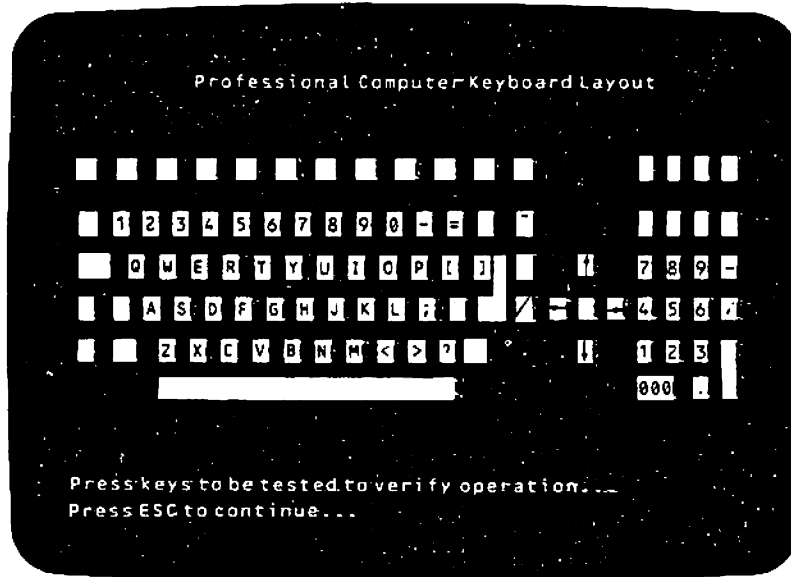 Professional Computer Keyboard Layout
1 2 3 4 5 6 7 8 9 0 - =
Q W E R T Y U I O P [ ] ↑ 7 8 9 -
A S D F G H J K L ; / ← → 4 5 6 ,
Z X C V B N M < > ? ↓ 1 2 3
000 .
Press keys to be tested to verify operation...
Press ESC to continue...